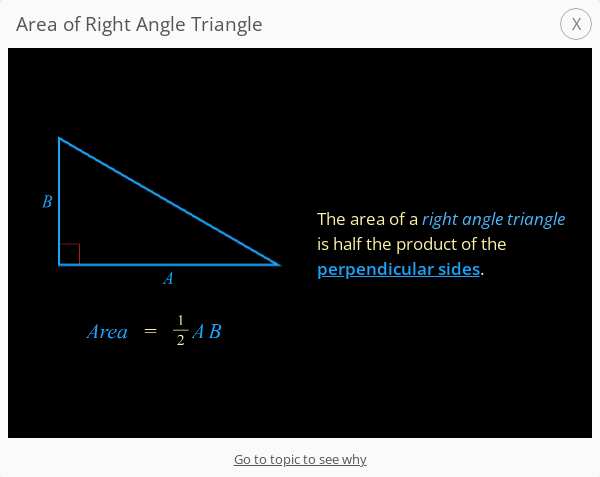 Area of Right Angle Triangle
X
B
A
Area = 1/2 A B
The area of a right angle triangle
is half the product of the
perpendicular sides.
Go to topic to see why